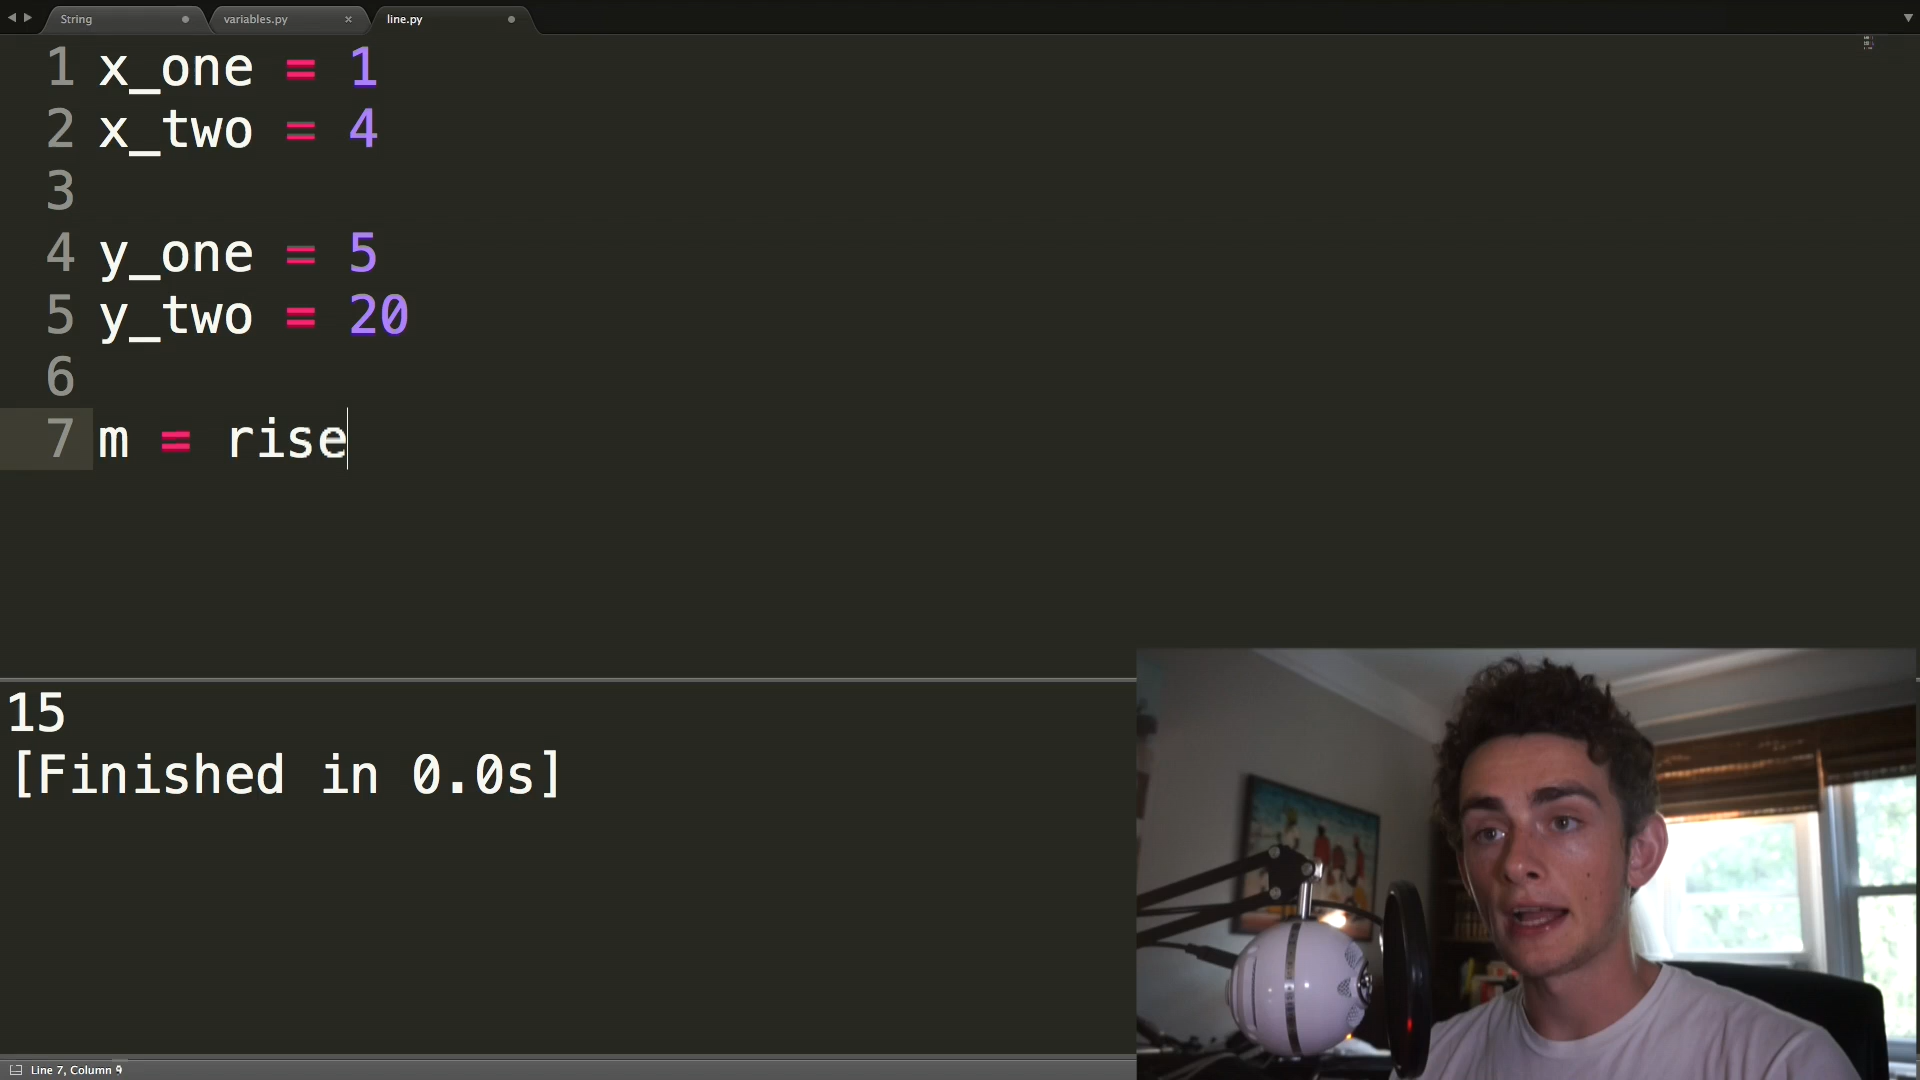 String variables.py line.py
1 x_one = 1
2 x_two = 4
3
4 y_one = 5
5 y_two = 20
6
7 m = rise
15
[Finished in 0.0s]
Line 7, Column 9